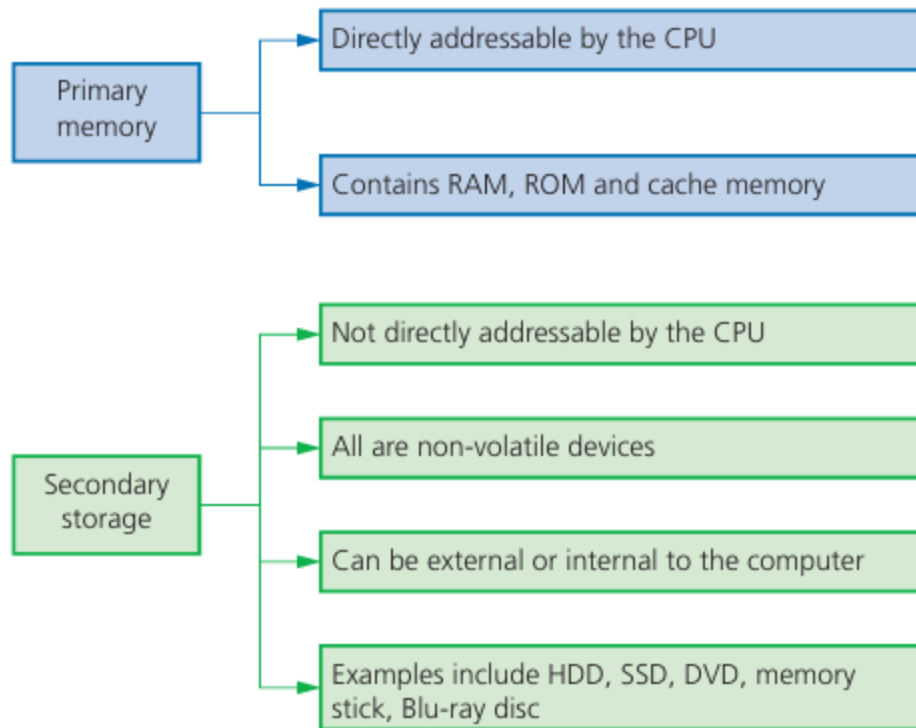 Primary
memory
Directly addressable by the CPU
Contains RAM, ROM and cache memory
Secondary
storage
Not directly addressable by the CPU
All are non-volatile devices
Can be external or internal to the computer
Examples include HDD, SSD, DVD, memory
stick, Blu-ray disc